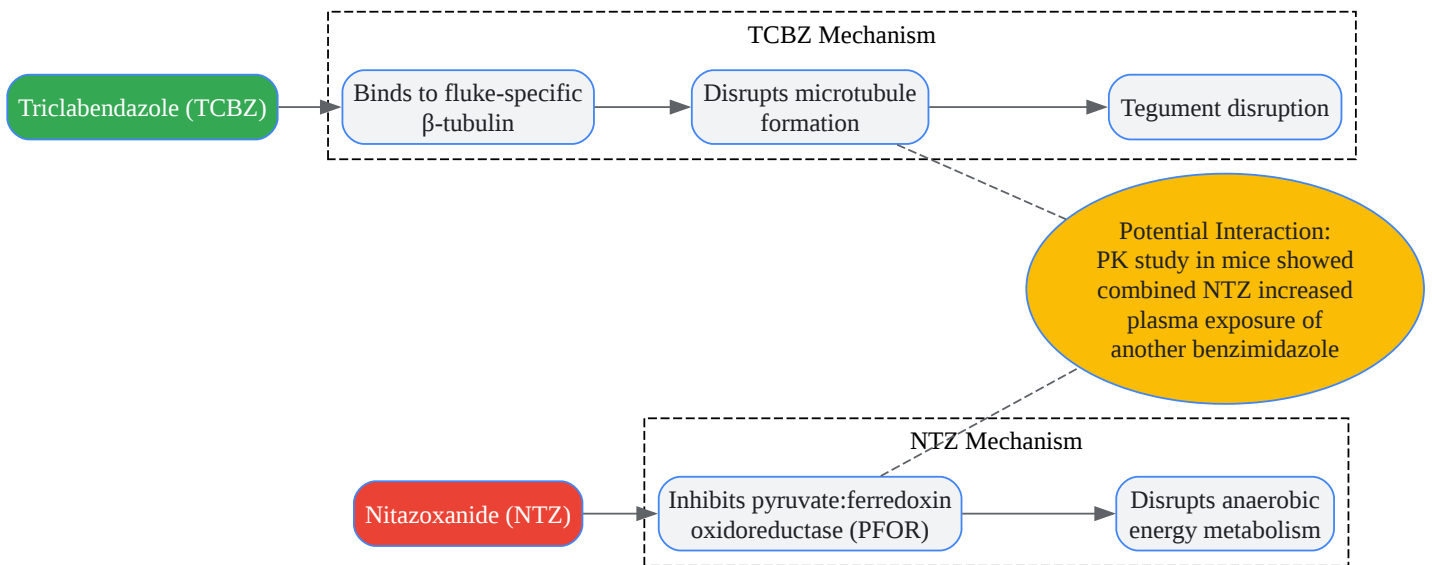 TCBZ Mechanism
Triclabendazole (TCBZ)
Binds to fluke-specific
β-tubulin
Disrupts microtubule
formation
Tegument disruption
Potential Interaction:
PK study in mice showed
combined NTZ increased
plasma exposure of
another benzimidazole
NTZ Mechanism
Nitazoxanide (NTZ)
Inhibits pyruvate:ferredoxin
oxidoreductase (PFOR)
Disrupts anaerobic
energy metabolism